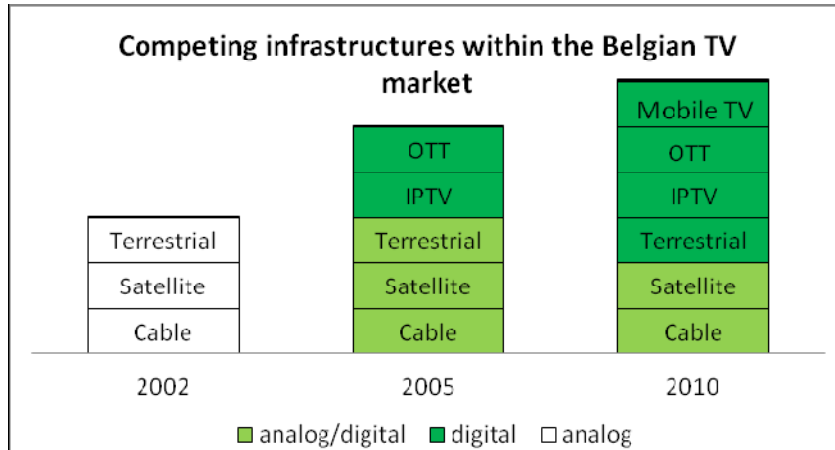 Competing infrastructures within the Belgian TV
market
Mobile TV
OTT
OTT
IPTV
IPTV
Terrestrial
Terrestrial
Terrestrial
Satellite
Satellite
Satellite
Cable
Cable
Cable
2002
2005
2010
analog/digital
digital
analog